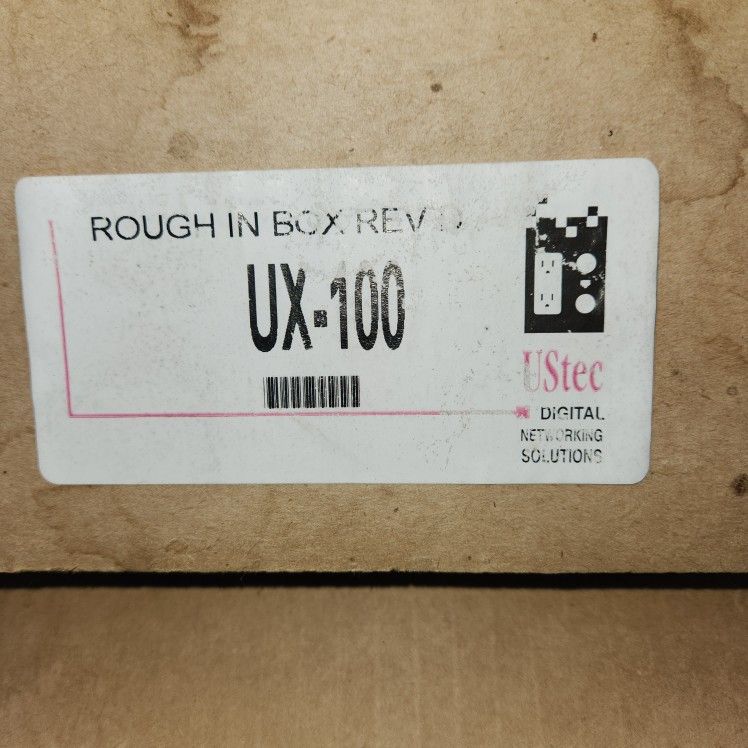 ROUGH IN BOX REV
UX-100
UStec
DIGITAL
NETWORKING
SOLUTIONS